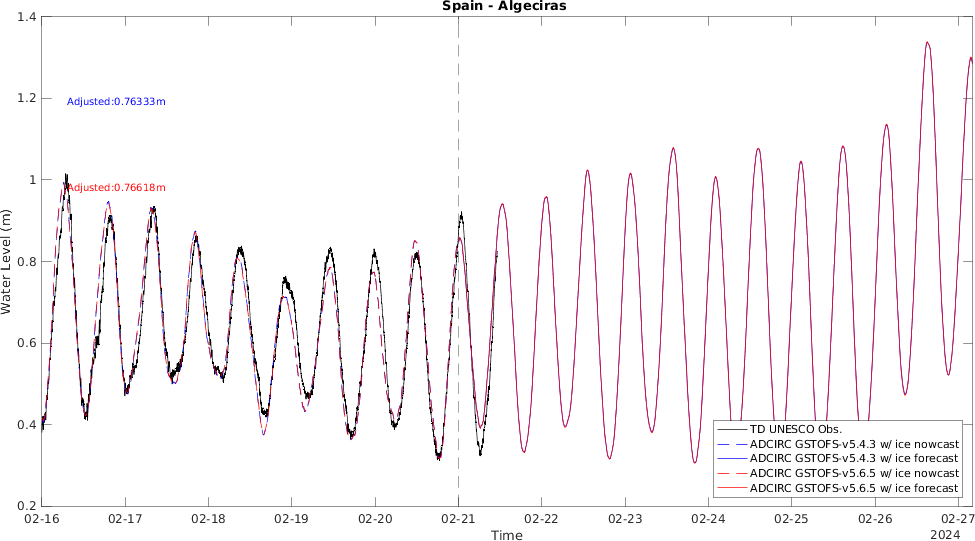 Spain - Algeciras
1.4
1.2
1
0.8
0.6
0.4
0.2
Water Level (m)
Adjusted:0.76333m
Adjusted:0.76618m
TD UNESCO Obs.
ADCIRC GSTOFS-v5.4.3 w/ ice nowcast
ADCIRC GSTOFS-v5.4.3 w/ ice forecast
ADCIRC GSTOFS-v5.6.5 w/ ice nowcast
ADCIRC GSTOFS-v5.6.5 w/ ice forecast
02-16 02-17 02-18 02-19 02-20 02-21 02-22 02-23 02-24 02-25 02-26 02-27
Time
2024